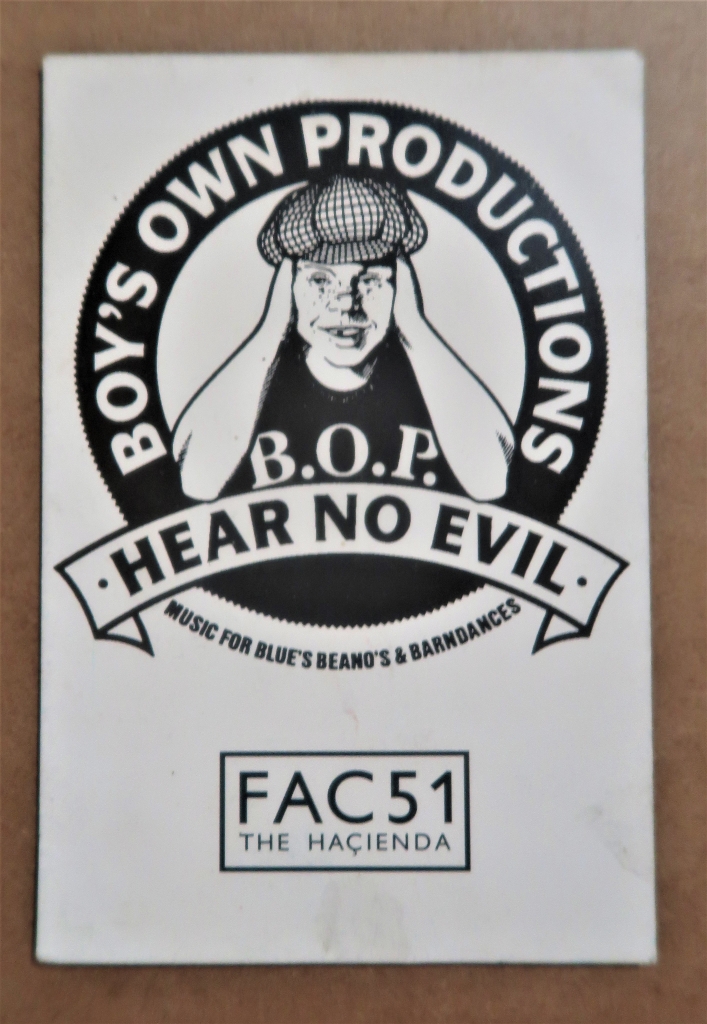 BOY'S OWN PRODUCTIONS
B.O.P.
·HEAR NO EVIL·
MUSIC FOR BLUE'S BEANO'S & BARNDANCES
FAC51
THE HAÇIENDA